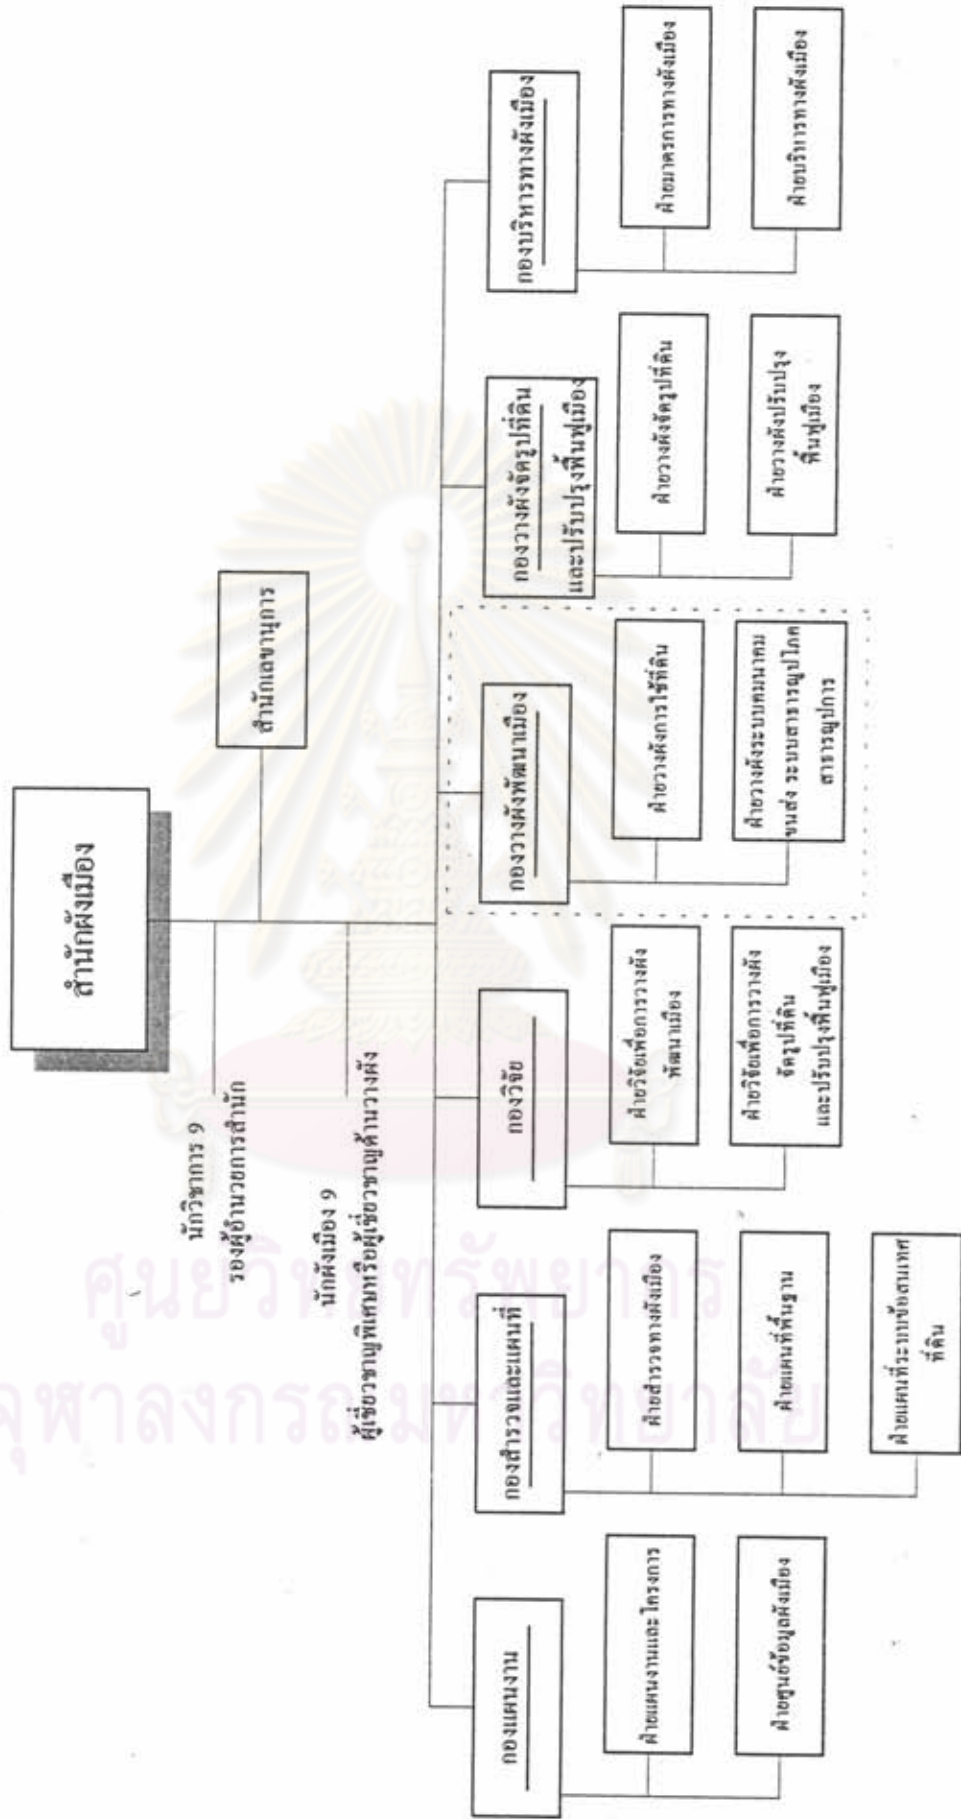 สำนักผังเมือง
สำนักเลขานุการ
นักวิชาการ 9
รองผู้อำนวยการสำนัก
นักผังเมือง 9
ผู้เชี่ยวชาญพิเศษหรือผู้เชี่ยวชาญด้านวางผัง
กองแผนงาน
ฝ่ายแผนงานและโครงการ
ฝ่ายศูนย์ข้อมูลผังเมือง
กองสำรวจและแผนที่
ฝ่ายสำรวจทางผังเมือง
ฝ่ายแผนที่พื้นฐาน
ฝ่ายแผนที่ระบบข้อสนเทศ
ที่ดิน
กองวิจัย
ฝ่ายวิจัยเพื่อการวางผัง
พัฒนาเมือง
ฝ่ายวิจัยเพื่อการวางผัง
จัดรูปที่ดิน
และปรับปรุงฟื้นฟูเมือง
กองวางผังพัฒนาเมือง
ฝ่ายวางผังการใช้ที่ดิน
ฝ่ายวางผังระบบคมนาคม
ขนส่ง ระบบสาธารณูปโภค
สาธารณูปการ
กองวางผังจัดรูปที่ดิน
และปรับปรุงฟื้นฟูเมือง
ฝ่ายวางผังจัดรูปที่ดิน
ฝ่ายวางผังปรับปรุง
ฟื้นฟูเมือง
กองบริหารทางผังเมือง
ฝ่ายมาตรการทางผังเมือง
ฝ่ายบริหารทางผังเมือง
ศูนย์วิทยทรัพยากร
จุฬาลงกรณ์มหาวิทยาลัย